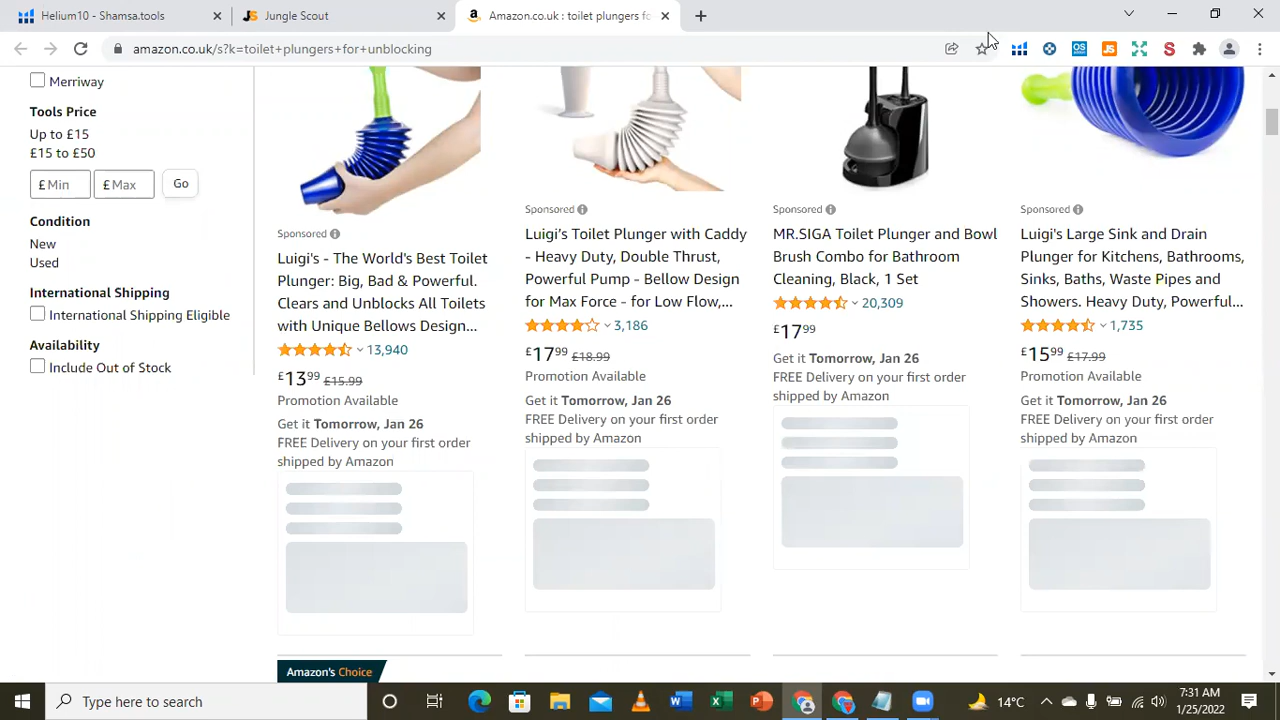 Helium10 - Shamsa.tools
Jungle Scout
Amazon.co.uk : toilet plungers fo
amazon.co.uk/s?k=toilet+plungers+for+unblocking
Merriway
Tools Price
Up to £15
£15 to £50
£ Min
£ Max
Go
Condition
New
Used
International Shipping
International Shipping Eligible
Availability
Include Out of Stock
Sponsored
Luigi's - The World's Best Toilet
Plunger: Big, Bad & Powerful.
Clears and Unblocks All Toilets
with Unique Bellows Design...
13,940
£13 99 £15.99
Promotion Available
Get it Tomorrow, Jan 26
FREE Delivery on your first order
shipped by Amazon
Sponsored
Luigi's Toilet Plunger with Caddy
- Heavy Duty, Double Thrust,
Powerful Pump - Bellow Design
for Max Force - for Low Flow,...
3,186
£17 99 £18.99
Promotion Available
Get it Tomorrow, Jan 26
FREE Delivery on your first order
shipped by Amazon
Sponsored
MR.SIGA Toilet Plunger and Bowl
Brush Combo for Bathroom
Cleaning, Black, 1 Set
20,309
£17 99
Get it Tomorrow, Jan 26
FREE Delivery on your first order
shipped by Amazon
Sponsored
Luigi's Large Sink and Drain
Plunger for Kitchens, Bathrooms,
Sinks, Baths, Waste Pipes and
Showers. Heavy Duty, Powerful...
1,735
£15 99 £17.99
Promotion Available
Get it Tomorrow, Jan 26
FREE Delivery on your first order
shipped by Amazon
Amazon's Choice
Type here to search
14°C
7:31 AM
1/25/2022